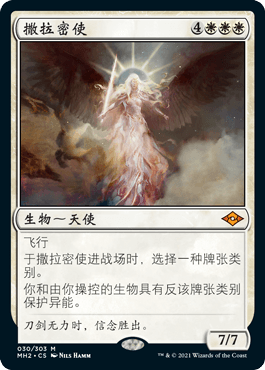 撒拉密使 4
生物～天使
飞行
于撒拉密使进战场时，选择一种牌张类
别。
你和由你操控的生物具有反该牌张类别
保护异能。
刀剑无力时，信念胜出。
7/7
030/303 M
MH2 • CS NILS HAMM
™ & © 2021 Wizards of the Coast